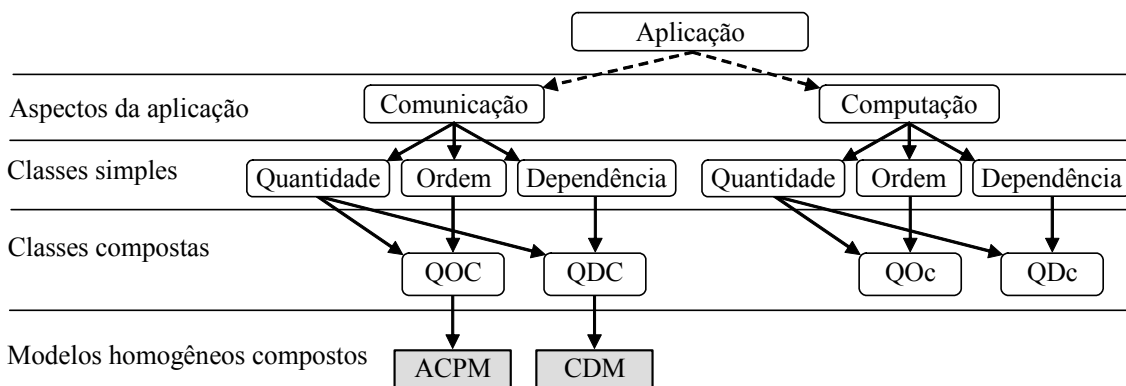 Aplicação
Aspectos da aplicação Comunicação Computação
Classes simples Quantidade Ordem Dependência Quantidade Ordem Dependência
Classes compostas QOC QDC QOc QDc
Modelos homogêneos compostos ACPM CDM